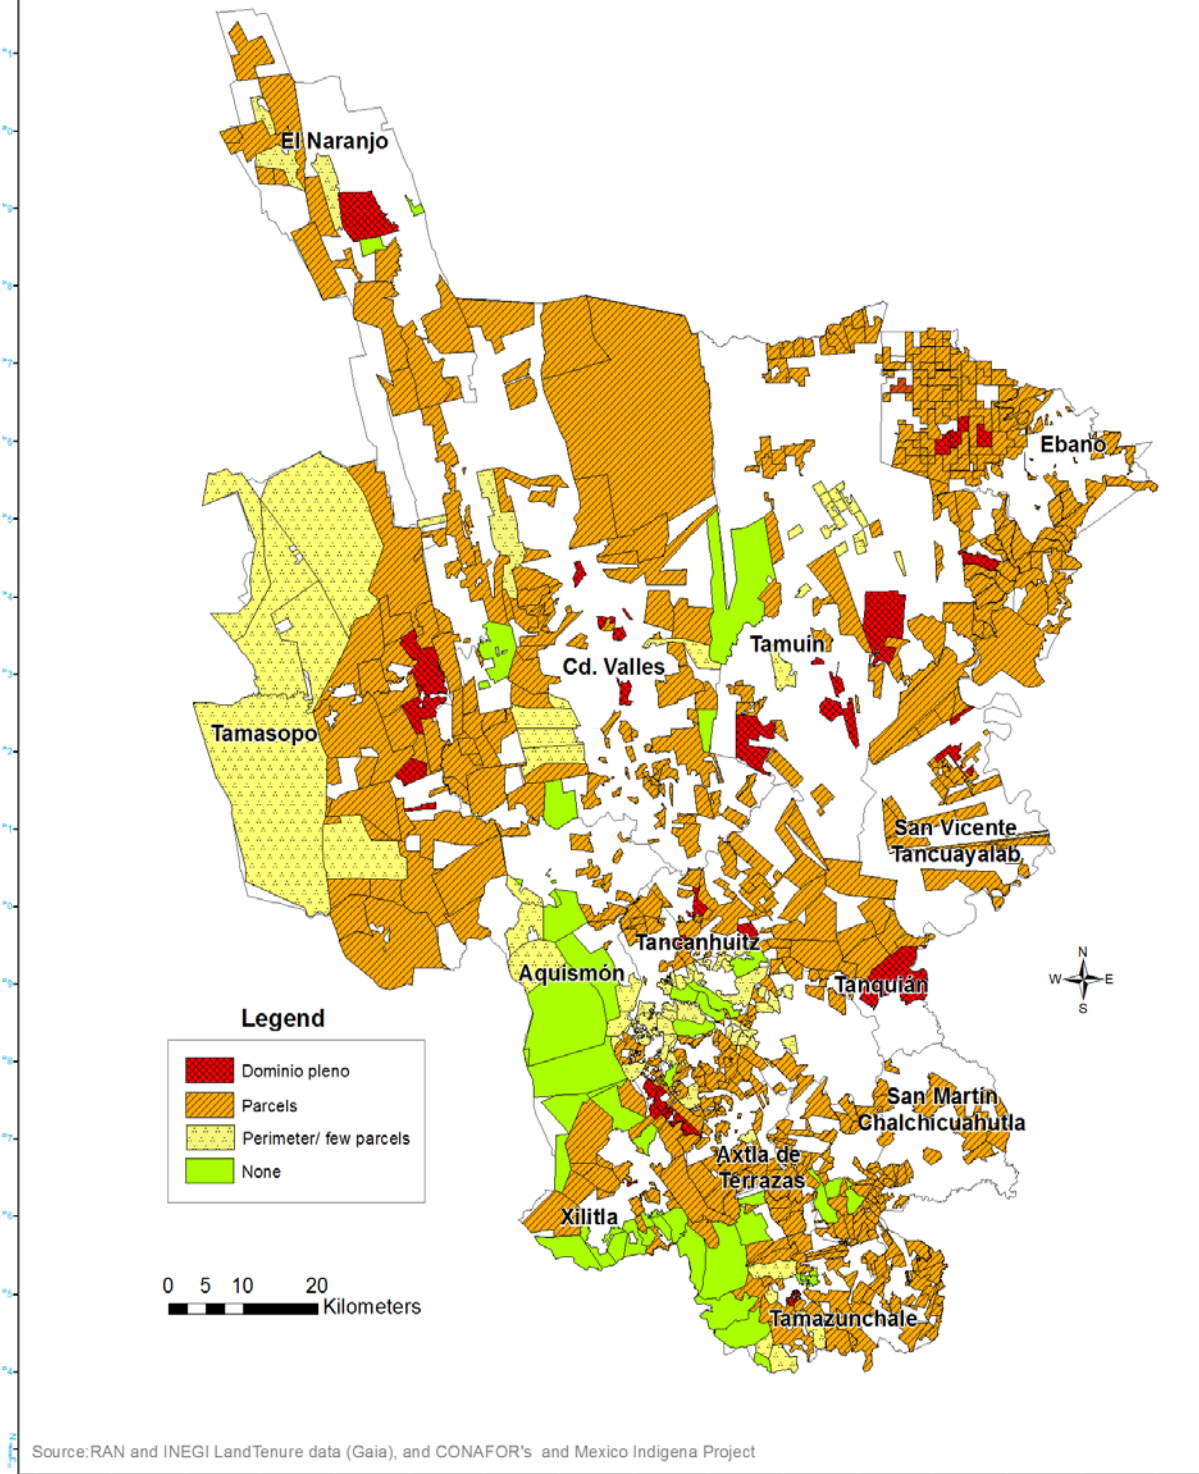 El Naranjo
Ebano
Tamuín
Cd. Valles
Tamasopo
San Vicente
Tancuayalab
Tancanhuitz
Aquismón
Tanquián
N
W E
S
Legend
Dominio pleno
Parcels
Perimeter/ few parcels
None
San Martín
Chalchicuahutla
Axtla de
Terrazas
Xilitla
0 5 10 20
Kilometers
Tamazunchale
Source:RAN and INEGI LandTenure data (Gaia), and CONAFOR's and Mexico Indigena Project